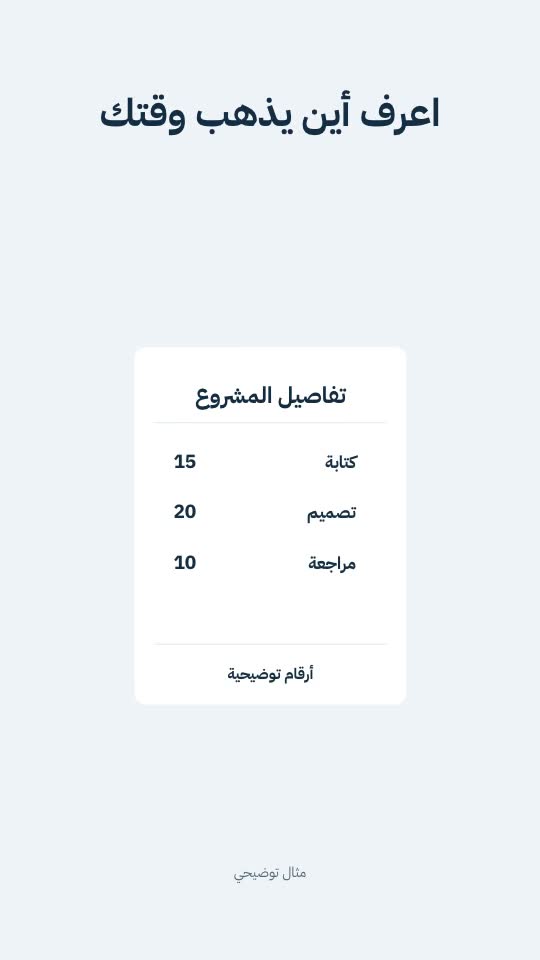 اعرف أين يذهب وقتك
تفاصيل المشروع
كتابة 15
تصميم 20
مراجعة 10
أرقام توضيحية
مثال توضيحي